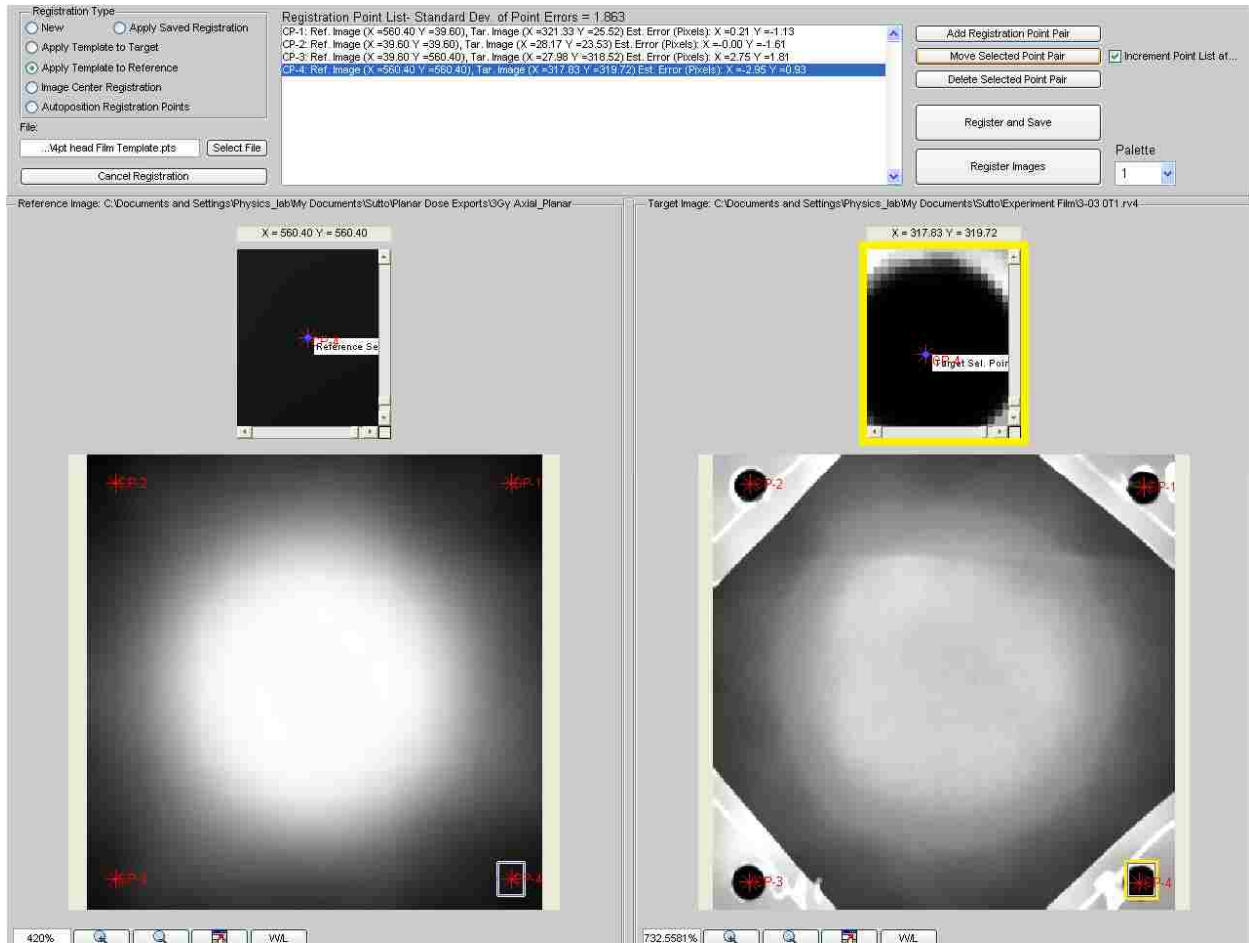 Registration Type
New
Apply Saved Registration
Apply Template to Target
Apply Template to Reference
Image Center Registration
Autoposition Registration Points
File:
...\4pt head Film Template.pts
Select File
Cancel Registration
Registration Point List- Standard Dev. of Point Errors = 1.863
CP-1: Ref. Image (X =560.40 Y =39.60), Tar. Image (X =321.33 Y =25.52) Est. Error (Pixels): X =0.21 Y =-1.13
CP-2: Ref. Image (X =39.60 Y =39.60), Tar. Image (X =28.17 Y =23.53) Est. Error (Pixels): X =-0.00 Y =-1.61
CP-3: Ref. Image (X =39.60 Y =560.40), Tar. Image (X =27.98 Y =318.52) Est. Error (Pixels): X =2.75 Y =1.81
CP-4: Ref. Image (X =560.40 Y =560.40), Tar. Image (X =317.83 Y =319.72) Est. Error (Pixels): X =-2.95 Y =0.93
Add Registration Point Pair
Move Selected Point Pair
Delete Selected Point Pair
Increment Point List af...
Register and Save
Register Images
Palette
1
Reference Image: C:\Documents and Settings\Physics_lab\My Documents\Sutto\Planar Dose Exports\3Gy Axial_Planar
X = 560.40 Y = 560.40
CP-4
Reference Se
CP-2
CP-1
CP-3
CP-4
420%
W/L
Target Image: C:\Documents and Settings\Physics_lab\My Documents\Sutto\Experiment Film\3-03 0T1.rv4
X = 317.83 Y = 319.72
CP-4
Target Sel. Poin
CP-2
CP-1
CP-3
CP-4
732.5581%
W/L